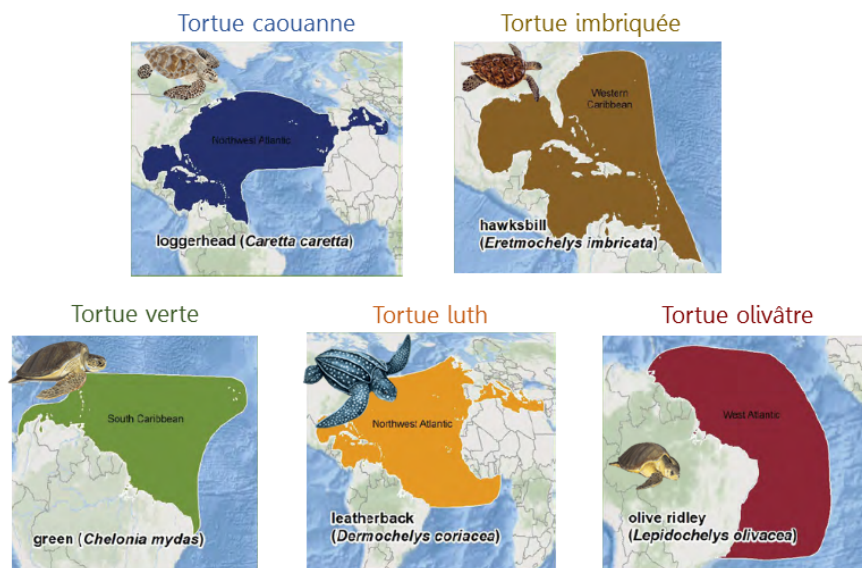 Tortue caouanne
Northwest Atlantic
loggerhead (Caretta caretta)
Tortue imbriquée
Western
Caribbean
hawksbill
(Eretmochelys imbricata)
Tortue verte
South Caribbean
green (Chelonia mydas)
Tortue luth
Northwest Atlantic
leatherback
(Dermochelys coriacea)
Tortue olivâtre
West Atlantic
olive ridley
(Lepidochelys olivacea)